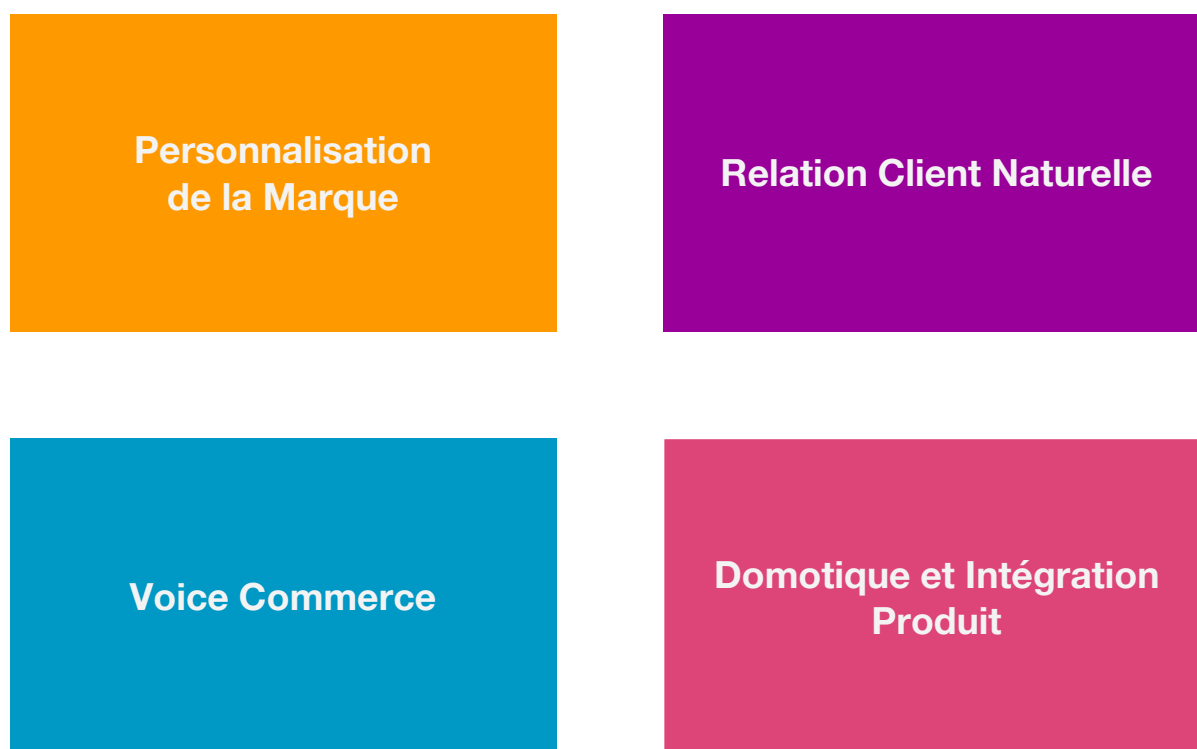 Personnalisation
de la Marque
Relation Client Naturelle
Voice Commerce
Domotique et Intégration
Produit